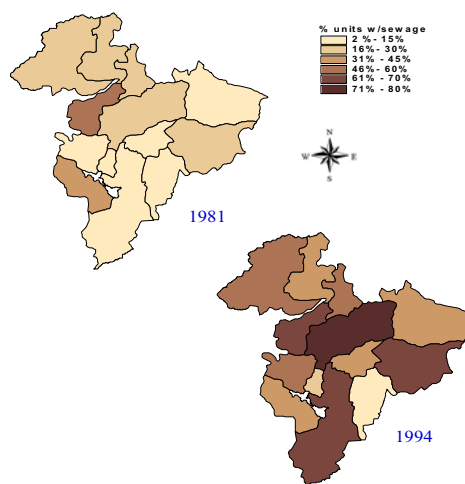 % units w/sewage
2 %- 15%
16%- 30%
31% - 45%
46%- 60%
61% - 70%
71% - 80%
N
W E
S
1981
1994